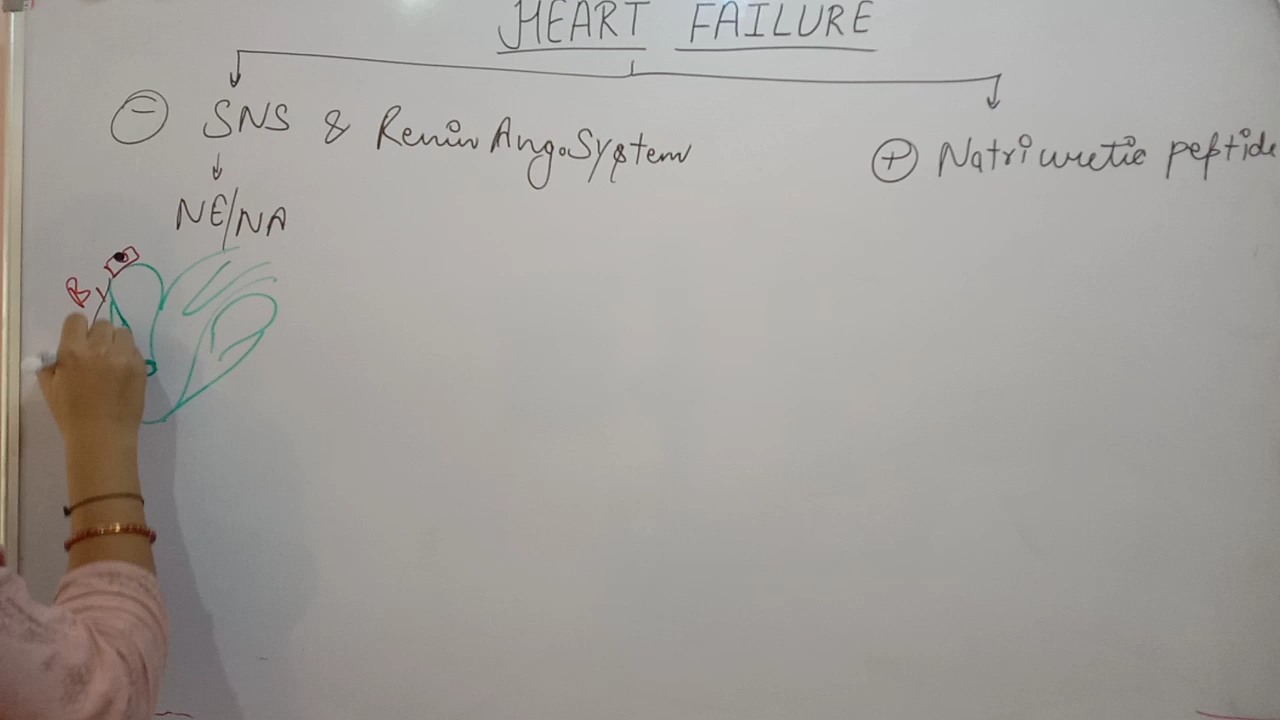 HEART FAILURE
⊖ SNS & Renin Ang.System
⊕ Natriuretic peptide
NE/NA
B